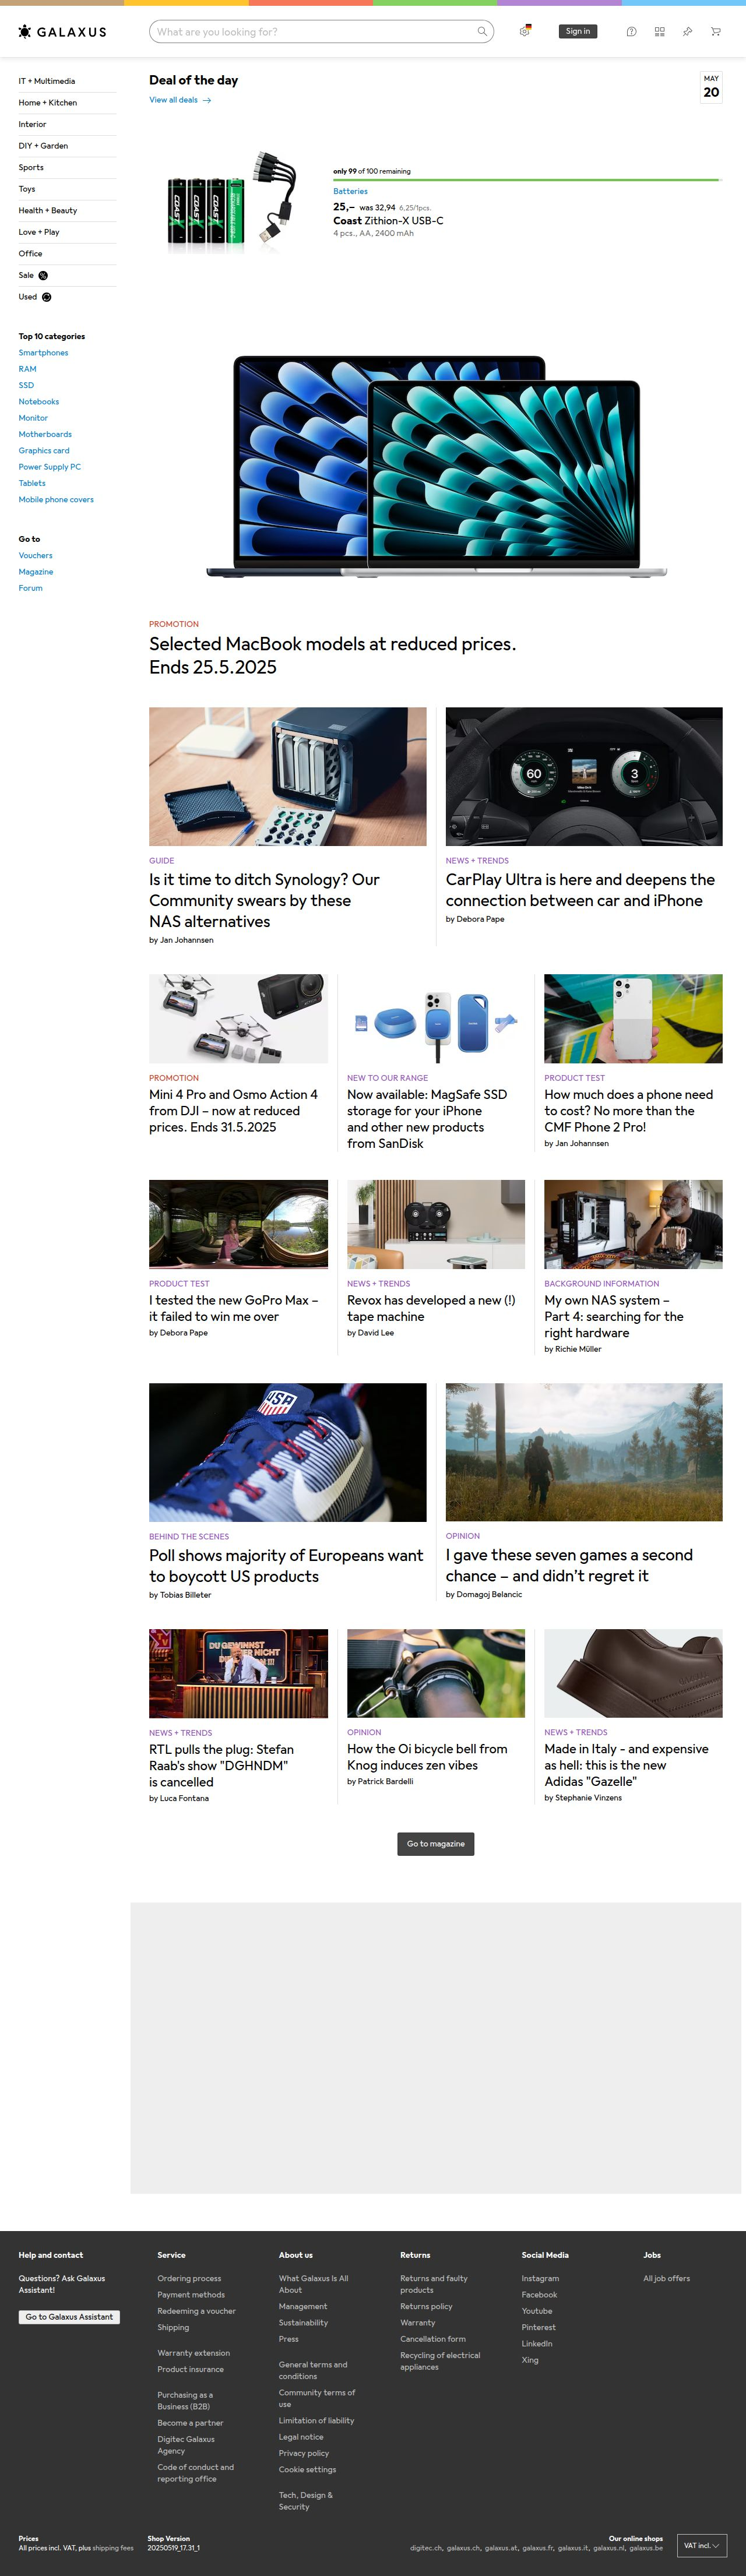 GALAXUS
What are you looking for?
Sign in
IT + Multimedia
Home + Kitchen
Interior
DIY + Garden
Sports
Toys
Health + Beauty
Love + Play
Office
Sale
Used
Top 10 categories
Smartphones
RAM
SSD
Notebooks
Monitor
Motherboards
Graphics card
Power Supply PC
Tablets
Mobile phone covers
Go to
Vouchers
Magazine
Forum
Deal of the day
View all deals
MAY
20
COAST
COAST
COAST
only 99 of 100 remaining
Batteries
25,– was 32,94 6,25/1pcs.
Coast Zithion-X USB-C
4 pcs., AA, 2400 mAh
PROMOTION
Selected MacBook models at reduced prices.
Ends 25.5.2025
GUIDE
Is it time to ditch Synology? Our
Community swears by these
NAS alternatives
by Jan Johannsen
60
3
NEWS + TRENDS
CarPlay Ultra is here and deepens the
connection between car and iPhone
by Debora Pape
PROMOTION
Mini 4 Pro and Osmo Action 4
from DJI – now at reduced
prices. Ends 31.5.2025
NEW TO OUR RANGE
Now available: MagSafe SSD
storage for your iPhone
and other new products
from SanDisk
PRODUCT TEST
How much does a phone need
to cost? No more than the
CMF Phone 2 Pro!
by Jan Johannsen
PRODUCT TEST
I tested the new GoPro Max –
it failed to win me over
by Debora Pape
NEWS + TRENDS
Revox has developed a new (!)
tape machine
by David Lee
BACKGROUND INFORMATION
My own NAS system –
Part 4: searching for the
right hardware
by Richie Müller
USA
BEHIND THE SCENES
Poll shows majority of Europeans want
to boycott US products
by Tobias Billeter
OPINION
I gave these seven games a second
chance – and didn’t regret it
by Domagoj Belancic
DU GEWINNST
NEWS + TRENDS
RTL pulls the plug: Stefan
Raab's show "DGHNDM"
is cancelled
by Luca Fontana
OPINION
How the Oi bicycle bell from
Knog induces zen vibes
by Patrick Bardelli
NEWS + TRENDS
Made in Italy - and expensive
as hell: this is the new
Adidas "Gazelle"
by Stephanie Vinzens
Go to magazine
Help and contact
Questions? Ask Galaxus
Assistant!
Go to Galaxus Assistant
Service
Ordering process
Payment methods
Redeeming a voucher
Shipping
Warranty extension
Product insurance
Purchasing as a
Business (B2B)
Become a partner
Digitec Galaxus
Agency
Code of conduct and
reporting office
About us
What Galaxus Is All
About
Management
Sustainability
Press
General terms and
conditions
Community terms of
use
Limitation of liability
Legal notice
Privacy policy
Cookie settings
Tech, Design &
Security
Returns
Returns and faulty
products
Returns policy
Warranty
Cancellation form
Recycling of electrical
appliances
Social Media
Instagram
Facebook
Youtube
Pinterest
LinkedIn
Xing
Jobs
All job offers
Prices
All prices incl. VAT, plus shipping fees
Shop Version
20250519_17.31_1
Our online shops
digitec.ch, galaxus.ch, galaxus.at, galaxus.fr, galaxus.it, galaxus.nl, galaxus.be
VAT incl.